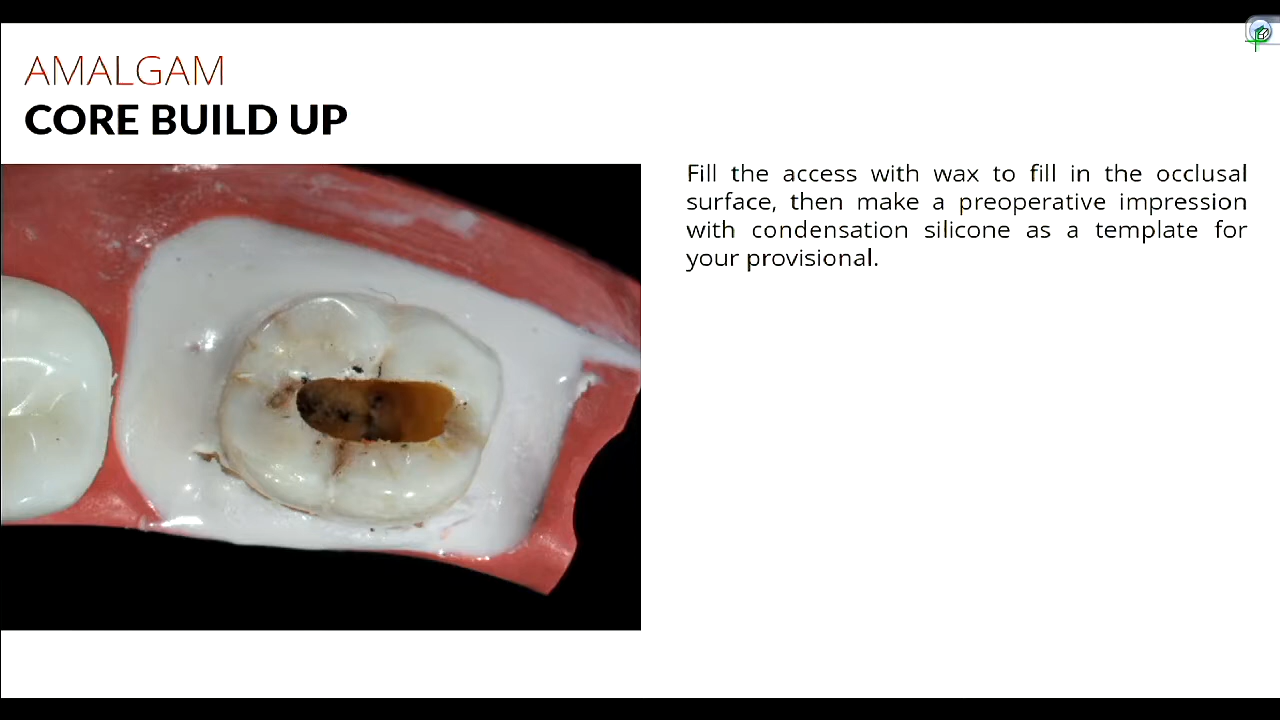 AMALGAM
CORE BUILD UP
Fill the access with wax to fill in the occlusal
surface, then make a preoperative impression
with condensation silicone as a template for
your provisional.